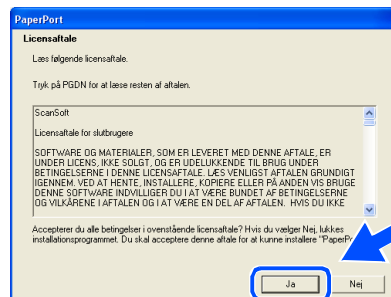 PaperPort
Licensaftale
Læs følgende licensaftale.
Tryk på PGDN for at læse resten af aftalen.
ScanSoft
Licensaftale for slutbrugere
SOFTWARE OG MATERIALER, SOM ER LEVERET MED DENNE AFTALE, ER
UNDER LICENS, IKKE SOLGT, OG ER UDELUKKENDE TIL BRUG UNDER
BETINGELSERNE I DENNE LICENSAFTALE. LÆS VENLIGST AFTALEN GRUNDIGT
IGENNEM. VED AT HENTE, INSTALLERE, KOPIERE ELLER PÅ ANDEN VIS BRUGE
DENNE SOFTWARE INDVILLIGER DU I AT VÆRE BUNDET AF BETINGELSERNE
OG VILKÅRENE I AFTALEN OG I AT VÆRE EN DEL AF AFTALEN. HVIS DU IKKE
Accepterer du alle betingelser i ovenstående licensaftale? Hvis du vælger Nej, lukkes
installationsprogrammet. Du skal acceptere denne aftale for at kunne installere "PaperPo
Ja
Nej